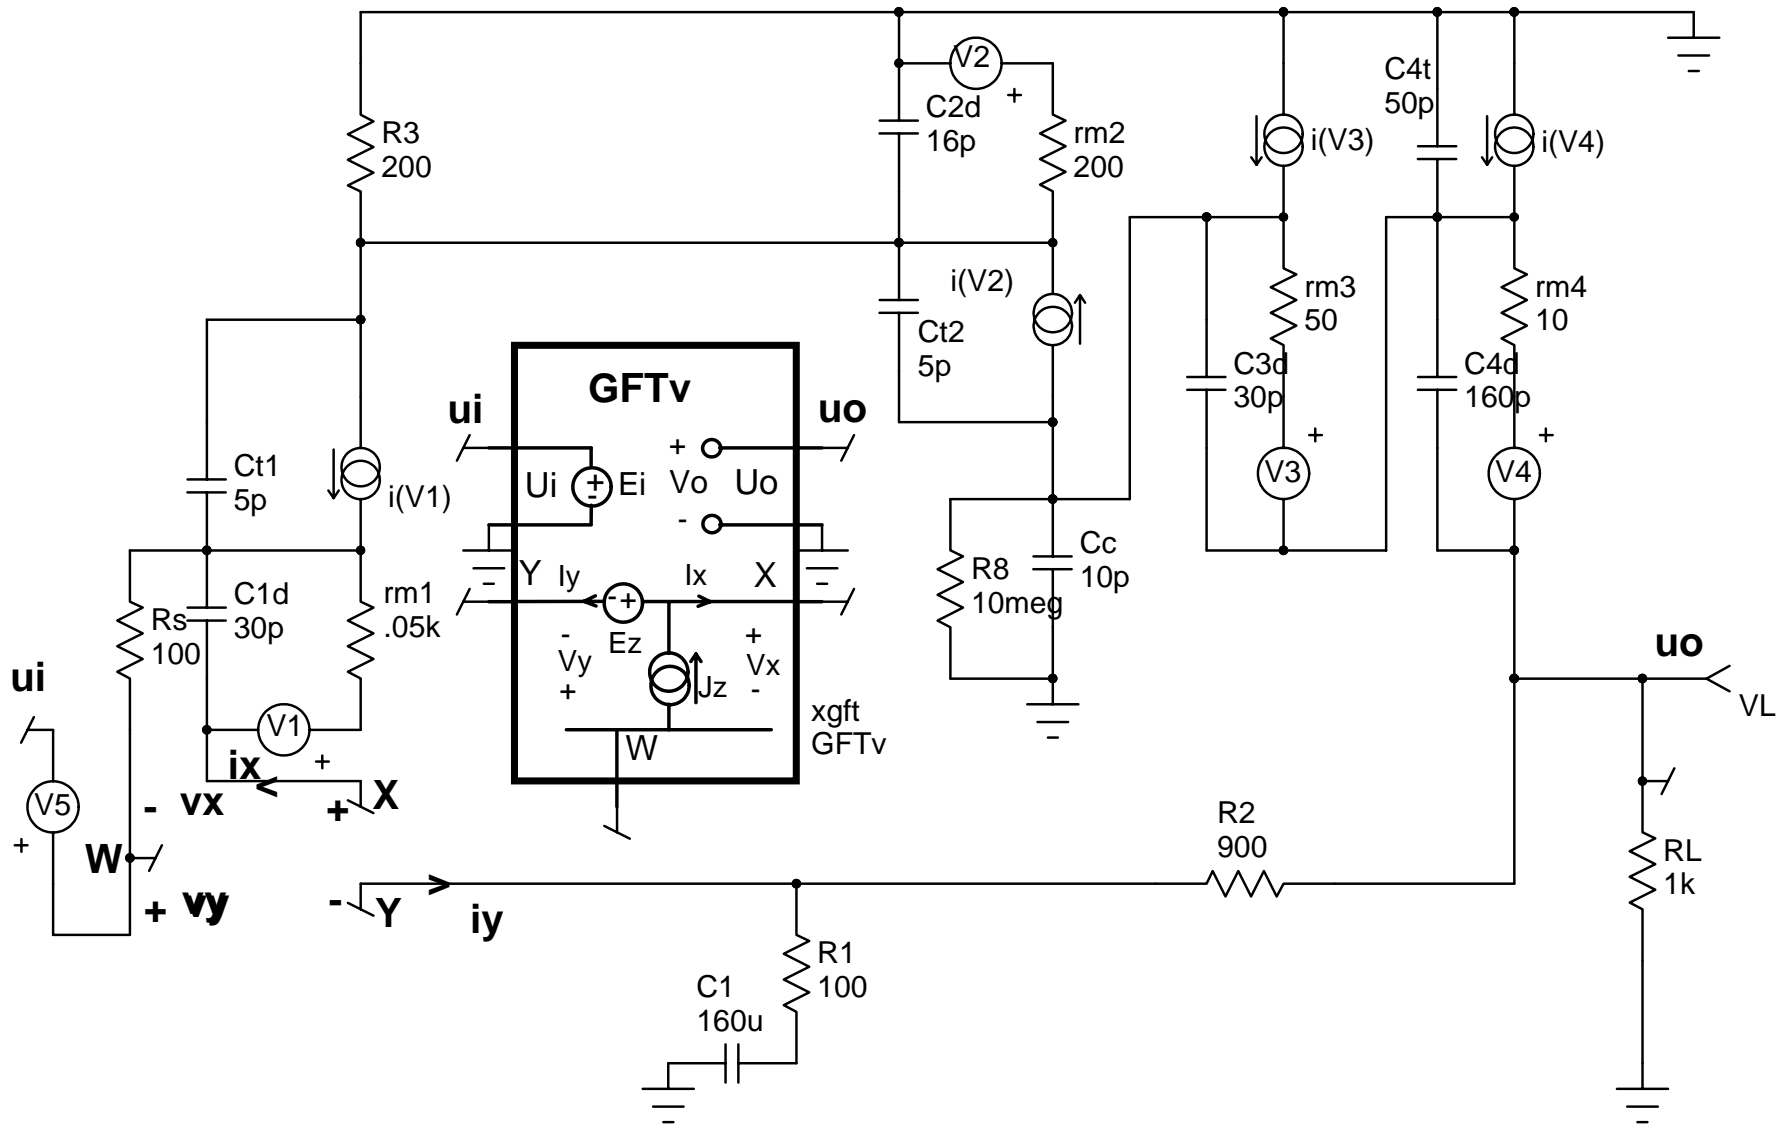 V2
+
C2d
16p
rm2
200
R3
200
C4t
50p
i(V3)
i(V4)
i(V2)
Ct2
5p
rm3
50
rm4
10
C3d
30p
C4d
160p
+
V3
+
V4
Ct1
5p
i(V1)
GFTv
ui
uo
Ui
+
-
Ei
+
Vo
-
Uo
Y
Iy
Ix
X
-
+
Ez
-
Vy
+
+
Vx
-
Jz
W
xgft
GFTv
R8
10meg
Cc
10p
Rs
100
C1d
30p
rm1
.05k
ui
V1
+
ix
X
-
vx
+
V5
+
W
+
vy
-
Y
iy
R2
900
R1
100
C1
160u
uo
VL
RL
1k